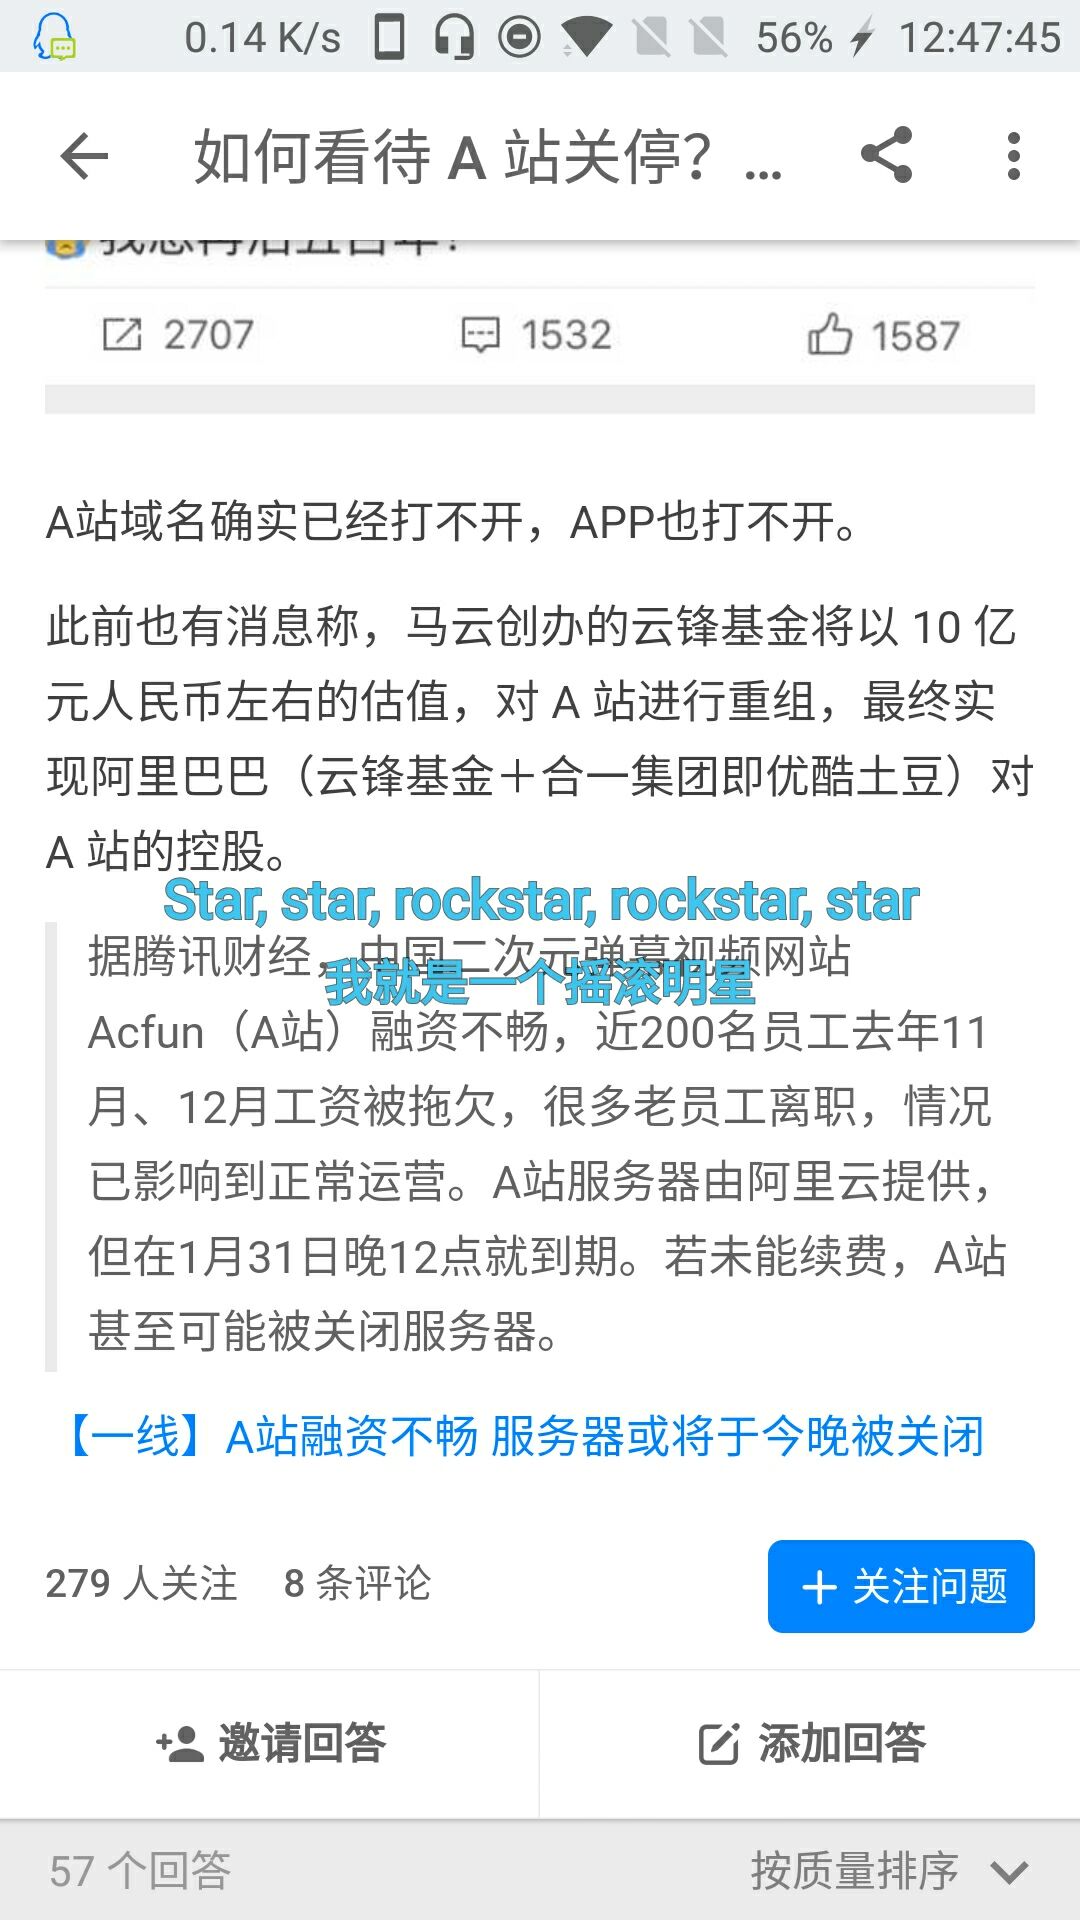 0.14 K/s 56% 12:47:45
如何看待 A 站关停？...
我想再活五百年！
2707 1532 1587
A站域名确实已经打不开，APP也打不开。
此前也有消息称，马云创办的云锋基金将以 10 亿
元人民币左右的估值，对 A 站进行重组，最终实
现阿里巴巴（云锋基金＋合一集团即优酷土豆）对
A 站的控股。
Star, star, rockstar, rockstar, star
据腾讯财经，中国二次元弹幕视频网站
我就是一个摇滚明星
Acfun（A站）融资不畅，近200名员工去年11
月、12月工资被拖欠，很多老员工离职，情况
已影响到正常运营。A站服务器由阿里云提供，
但在1月31日晚12点就到期。若未能续费，A站
甚至可能被关闭服务器。
【一线】A站融资不畅 服务器或将于今晚被关闭
279 人关注 8 条评论 关注问题
邀请回答 添加回答
57 个回答 按质量排序